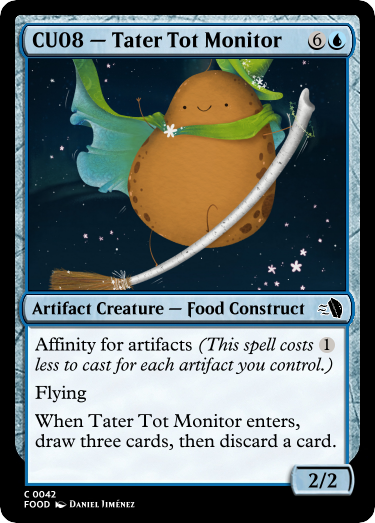 CU08 — Tater Tot Monitor 6
Artifact Creature — Food Construct
Affinity for artifacts (This spell costs 1
less to cast for each artifact you control.)
Flying
When Tater Tot Monitor enters,
draw three cards, then discard a card.
2/2
C 0042
FOOD Daniel Jiménez